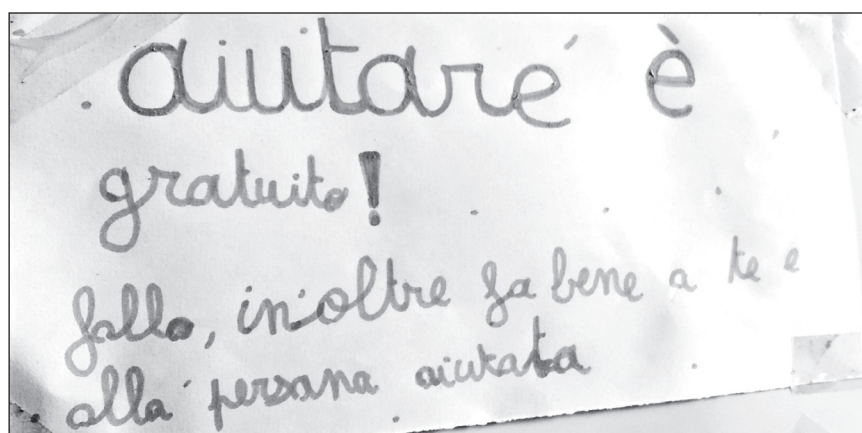 aiutare è
gratuito!
fallo, inoltre fa bene a te e
alla persona aiutata